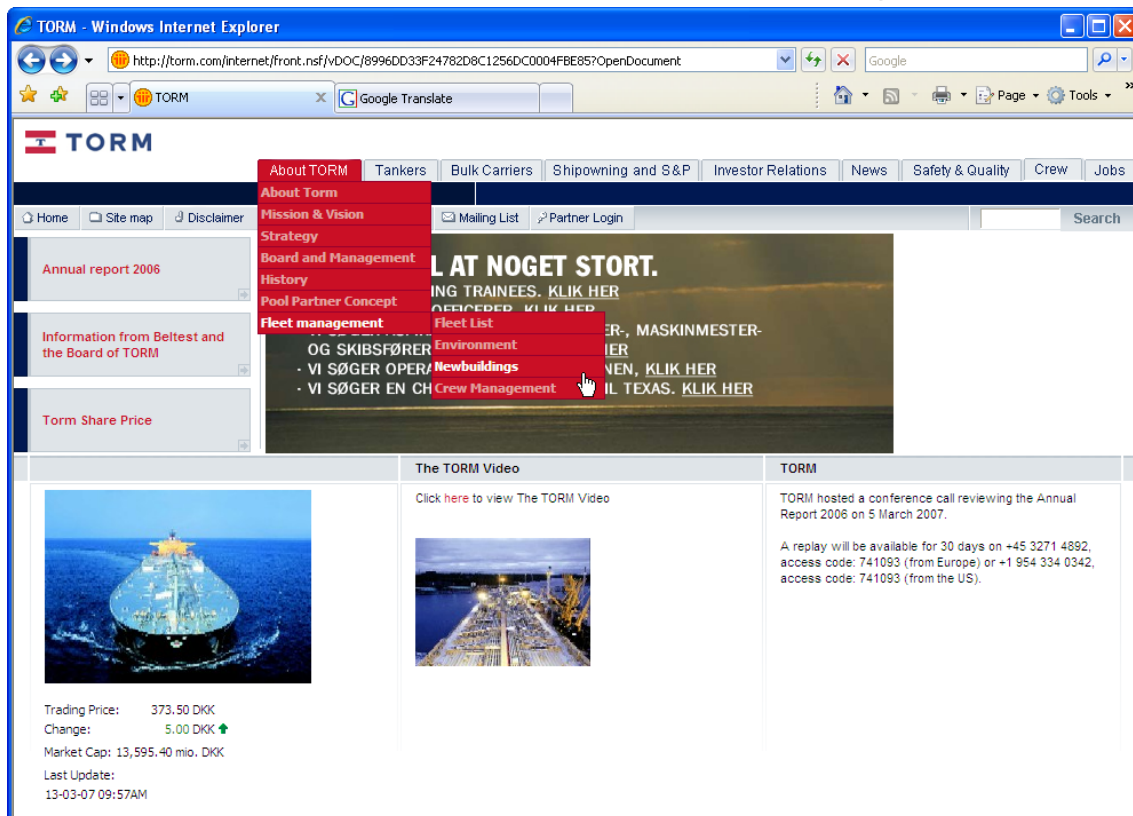 TORM - Windows Internet Explorer
http://torm.com/internet/front.nsf/vDOC/8996DD33F24782D8C1256DC0004FBE85?OpenDocument
Google
TORM
Google Translate
Page
Tools
TORM
About TORM
Tankers
Bulk Carriers
Shipowning and S&P
Investor Relations
News
Safety & Quality
Crew
Jobs
About Torm
Mission & Vision
Strategy
Board and Management
History
Pool Partner Concept
Fleet management
Fleet List
Environment
Newbuildings
Crew Management
Home
Site map
Disclaimer
Mailing List
Partner Login
Search
Annual report 2006
Information from Beltest and
the Board of TORM
Torm Share Price
L AT NOGET STORT.
ING TRAINEES. KLIK HER
OFFICERER, KLIK HER
ER-, MASKINMESTER-
OG SKIBSFØRER
ER
· VI SØGER OPERA
NEN, KLIK HER
· VI SØGER EN CH
IL TEXAS. KLIK HER
The TORM Video
Click here to view The TORM Video
TORM
TORM hosted a conference call reviewing the Annual
Report 2006 on 5 March 2007.
A replay will be available for 30 days on +45 3271 4892,
access code: 741093 (from Europe) or +1 954 334 0342,
access code: 741093 (from the US).
Trading Price: 373.50 DKK
Change: 5.00 DKK
Market Cap: 13,595.40 mio. DKK
Last Update:
13-03-07 09:57AM